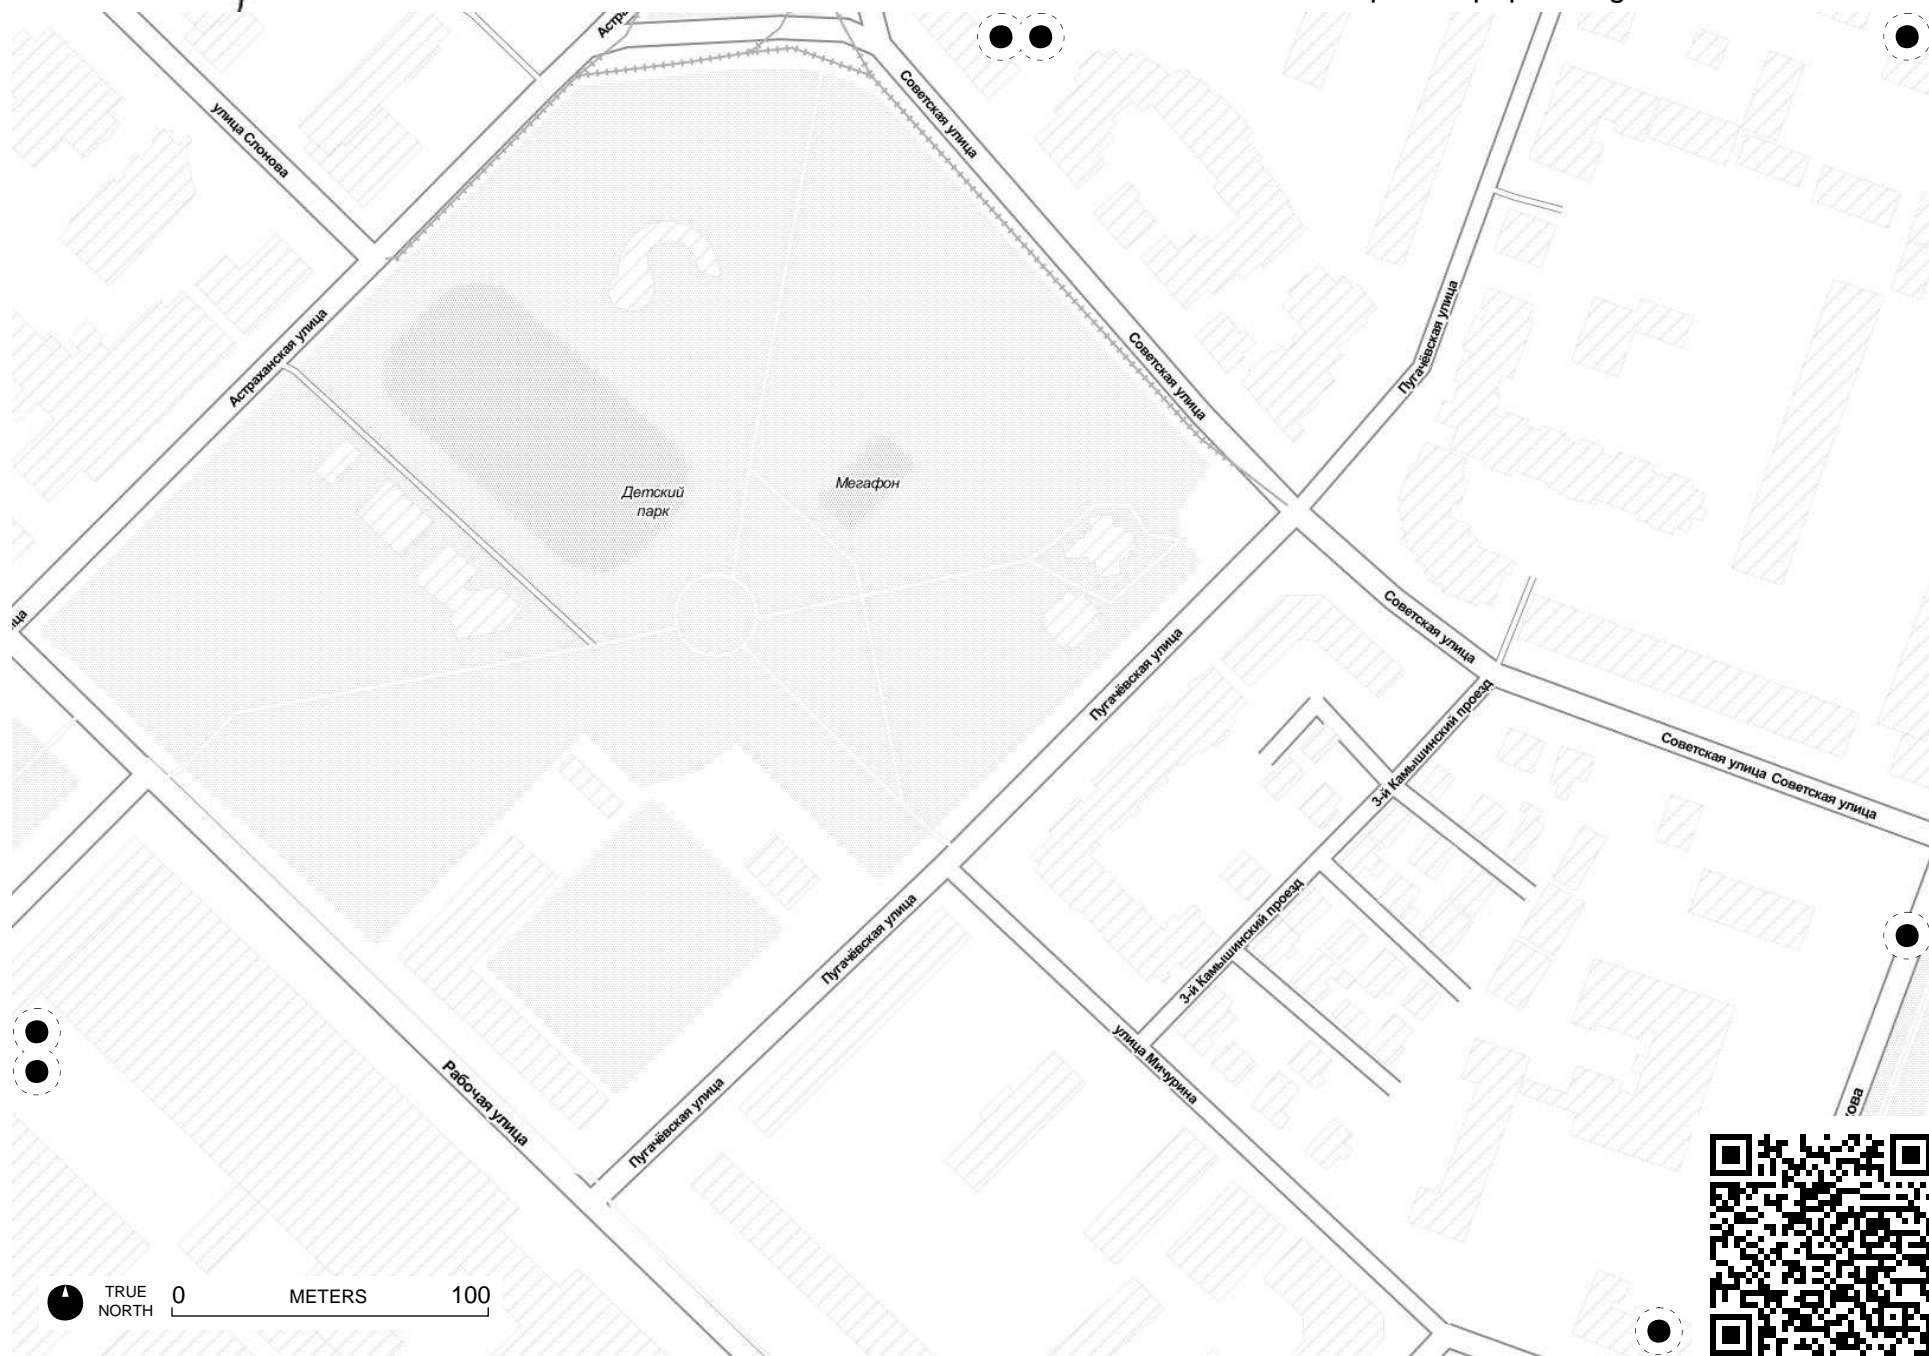 улица Слонова
Советская улица
Астраханская улица
Советская улица
Пугачёвская улица
Детский
парк
Мегафон
Советская улица
Пугачёвская улица
3-й Камышинский проезд
Советская улица Советская улица
Пугачёвская улица
3-й Камышинский проезд
улица Мичурина
Рабочая улица
Пугачёвская улица
TRUE
NORTH
0 METERS 100